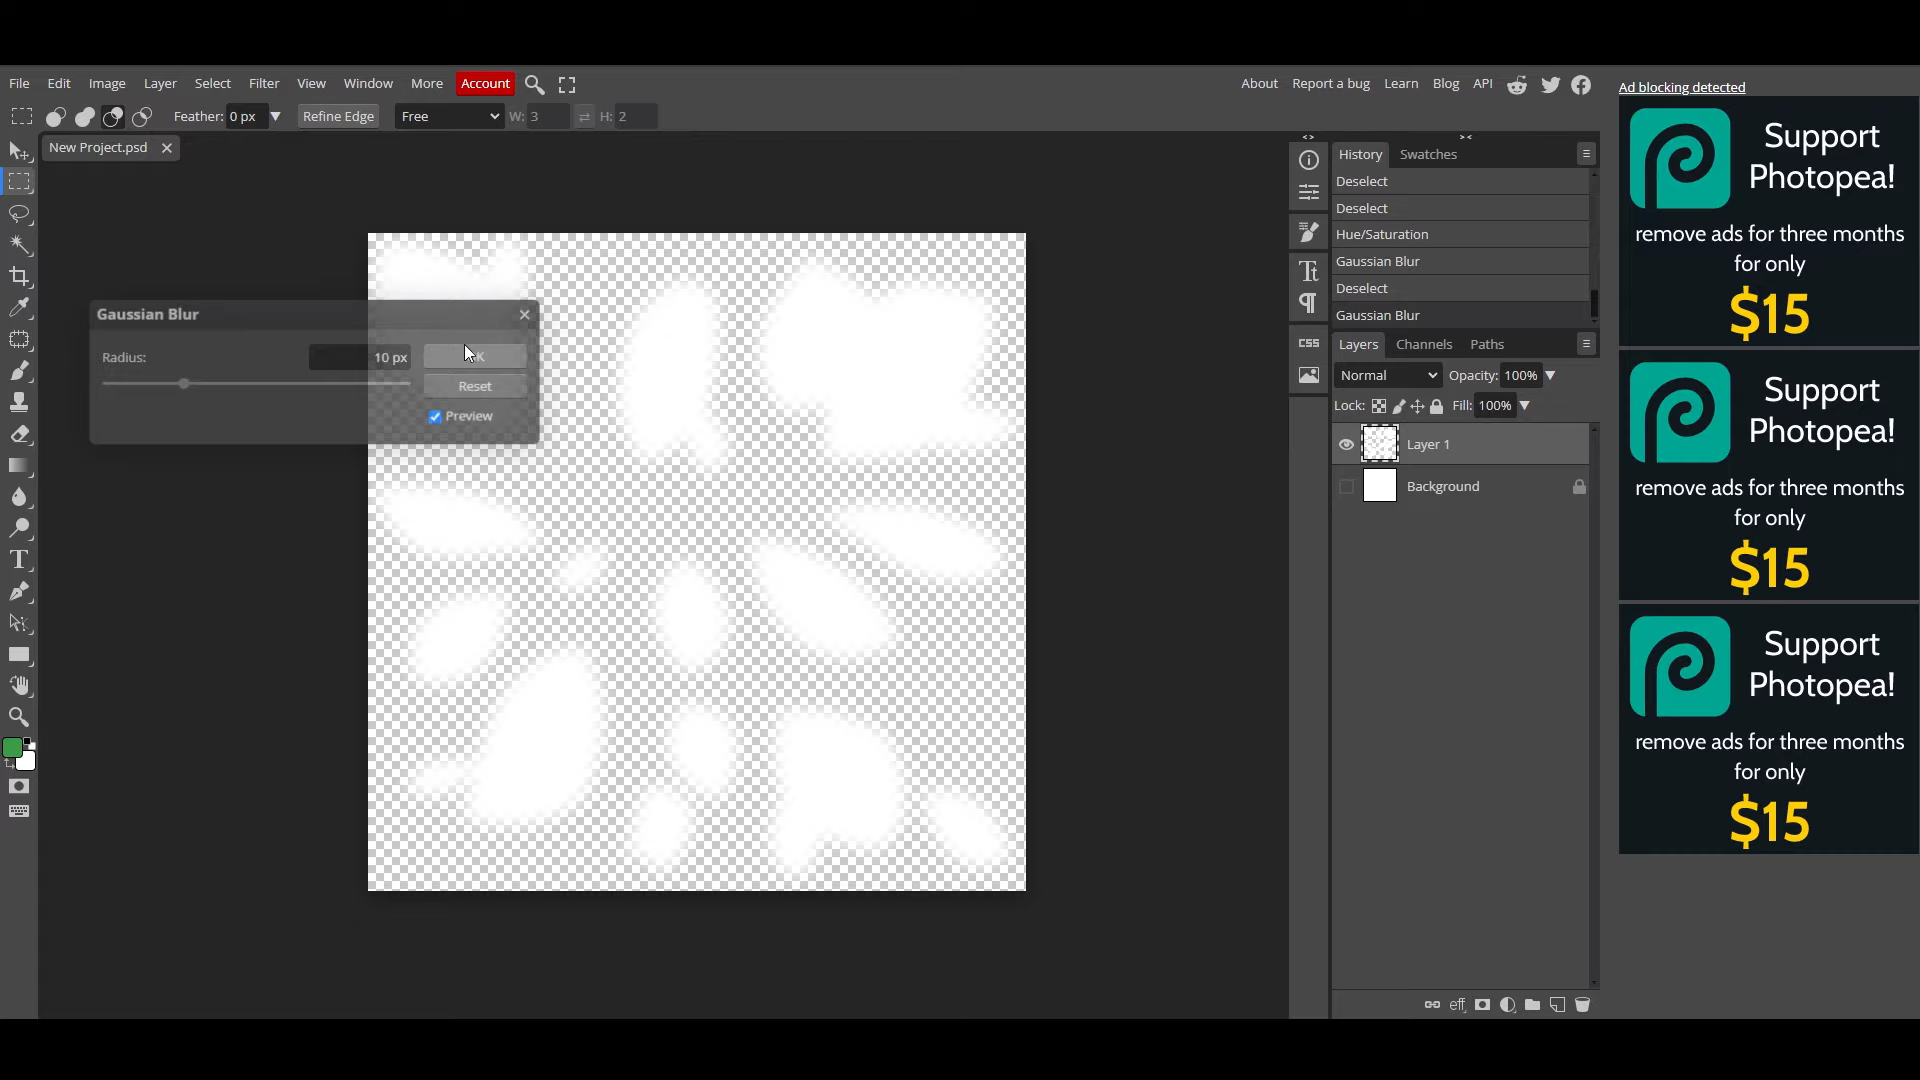 File Edit Image Layer Select Filter View Window More Account About Report a bug Learn Blog API
Ad blocking detected
Feather: 0 px Refine Edge Free W: 3 H: 2
New Project.psd
History Swatches
Deselect
Deselect
Hue/Saturation
Gaussian Blur
Deselect
Gaussian Blur
Layers Channels Paths
Normal Opacity: 100%
Lock: Fill: 100%
Layer 1
Background
CSS
eff
Gaussian Blur
Radius: 10 px
Reset
Preview
Support
Photopea!
remove ads for three months
for only
$15
Support
Photopea!
remove ads for three months
for only
$15
Support
Photopea!
remove ads for three months
for only
$15